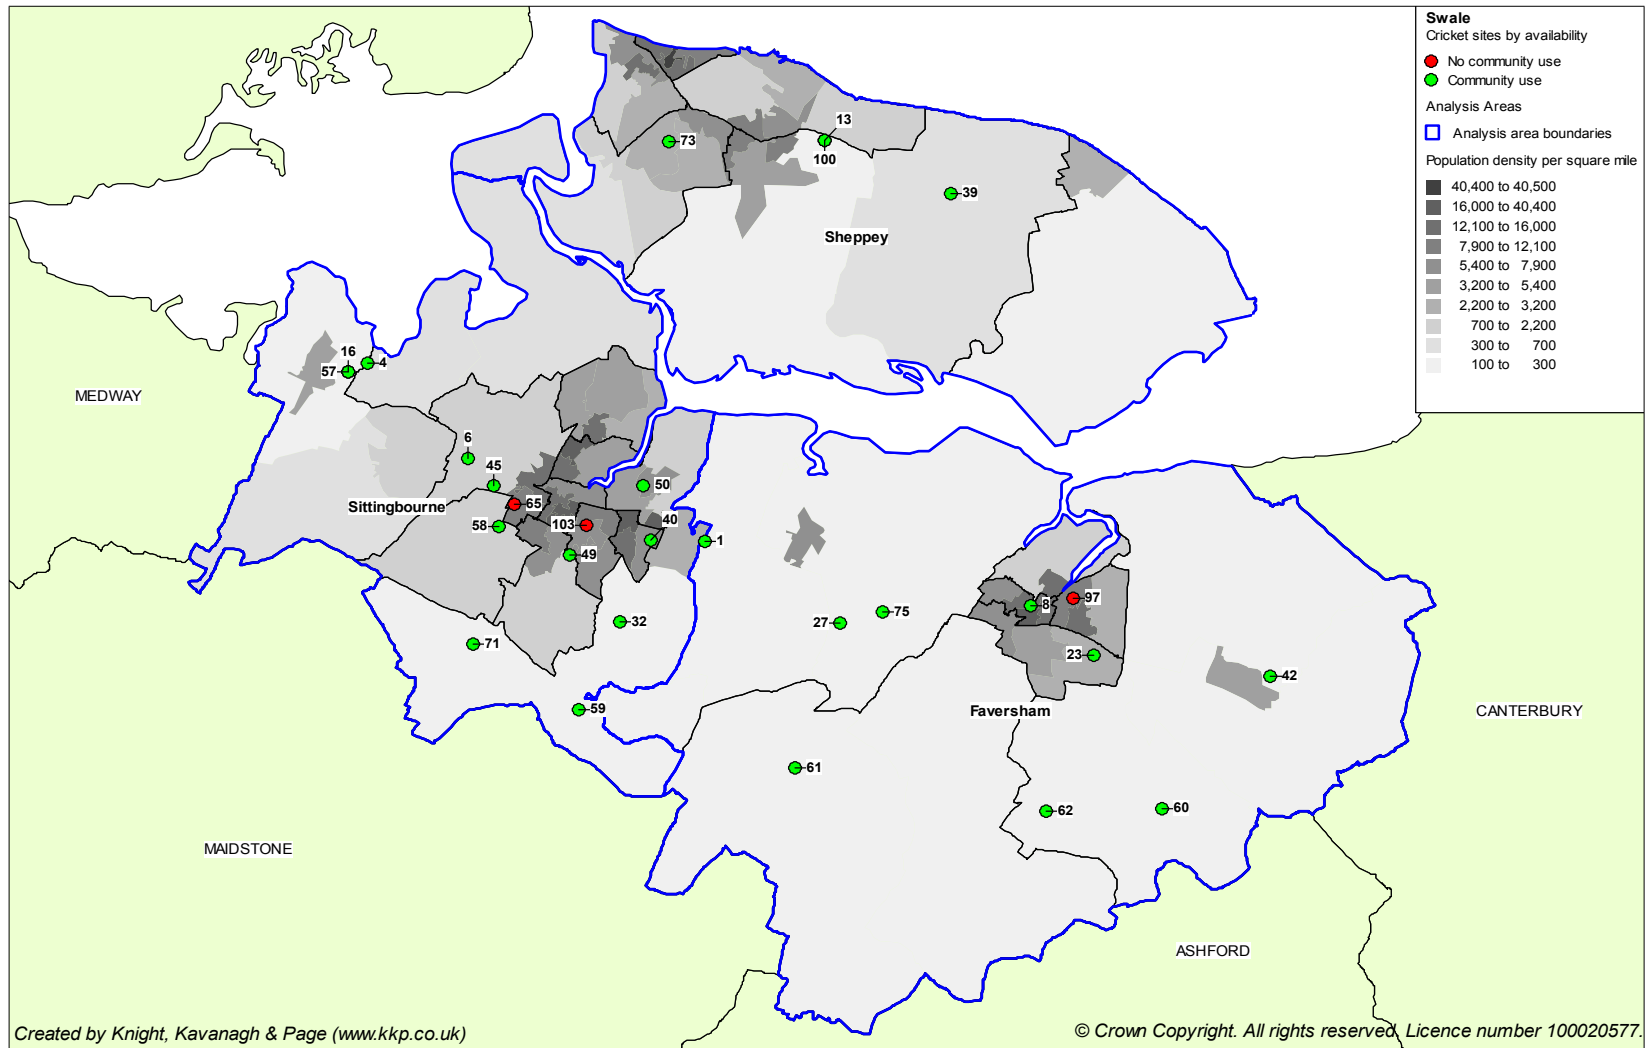 Swale
Cricket sites by availability
No community use
Community use
Analysis Areas
Analysis area boundaries
Population density per square mile
40,400 to 40,500
16,000 to 40,400
12,100 to 16,000
7,900 to 12,100
5,400 to 7,900
3,200 to 5,400
2,200 to 3,200
700 to 2,200
300 to 700
100 to 300
13
73
100
39
Sheppey
16
4
57
MEDWAY
6
45
50
65
Sittingbourne
40
58
103
1
49
8
97
75
27
32
71
23
42
59
Faversham
CANTERBURY
61
62
60
MAIDSTONE
ASHFORD
Created by Knight, Kavanagh & Page (www.kkp.co.uk)
© Crown Copyright. All rights reserved. Licence number 100020577.